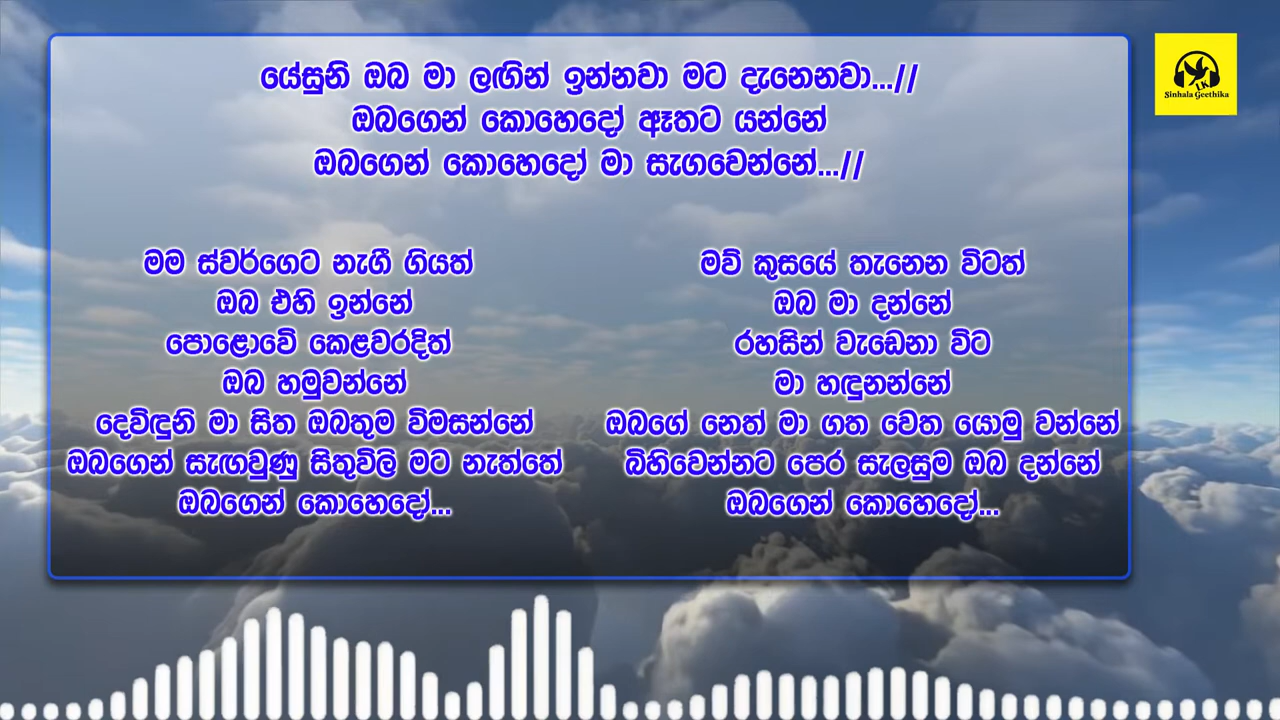 යේසුනි ඔබ මා ලඟින් ඉන්නවා මට දැනෙනවා...//
ඔබගෙන් කොහෙදෝ ඈතට යන්නේ
ඔබගෙන් කොහෙදෝ මා සැගවෙන්නේ...//
මම ස්වර්ගෙට නැගී ගියත්
ඔබ එහි ඉන්නේ
පොළොවේ කෙළවරදිත්
ඔබ හමුවන්නේ
දෙවිඳුනි මා සිත ඔබතුම විමසන්නේ
ඔබගෙන් සැඟවුණු සිතුවිලි මට නැත්තේ
ඔබගෙන් කොහෙදෝ...
මව් කුසයේ තැනෙන විටත්
ඔබ මා දන්නේ
රහසින් වැඩෙනා විට
මා හඳුනන්නේ
ඔබගේ නෙත් මා ගත වෙත යොමු වන්නේ
බිහිවෙන්නට පෙර සැලසුම ඔබ දන්නේ
ඔබගෙන් කොහෙදෝ...
LK
Sinhala Geethika